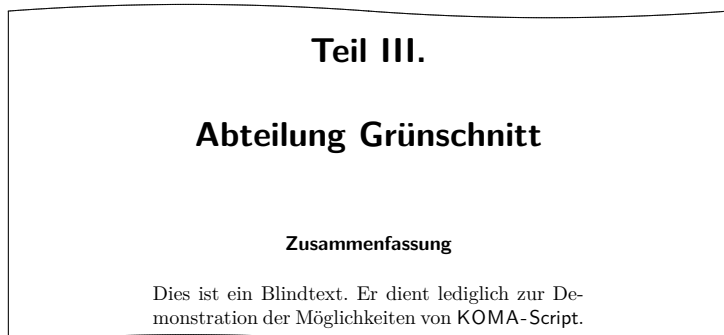 Teil III.
Abteilung Grünschnitt
Zusammenfassung
Dies ist ein Blindtext. Er dient lediglich zur De-
monstration der Möglichkeiten von KOMA-Script.